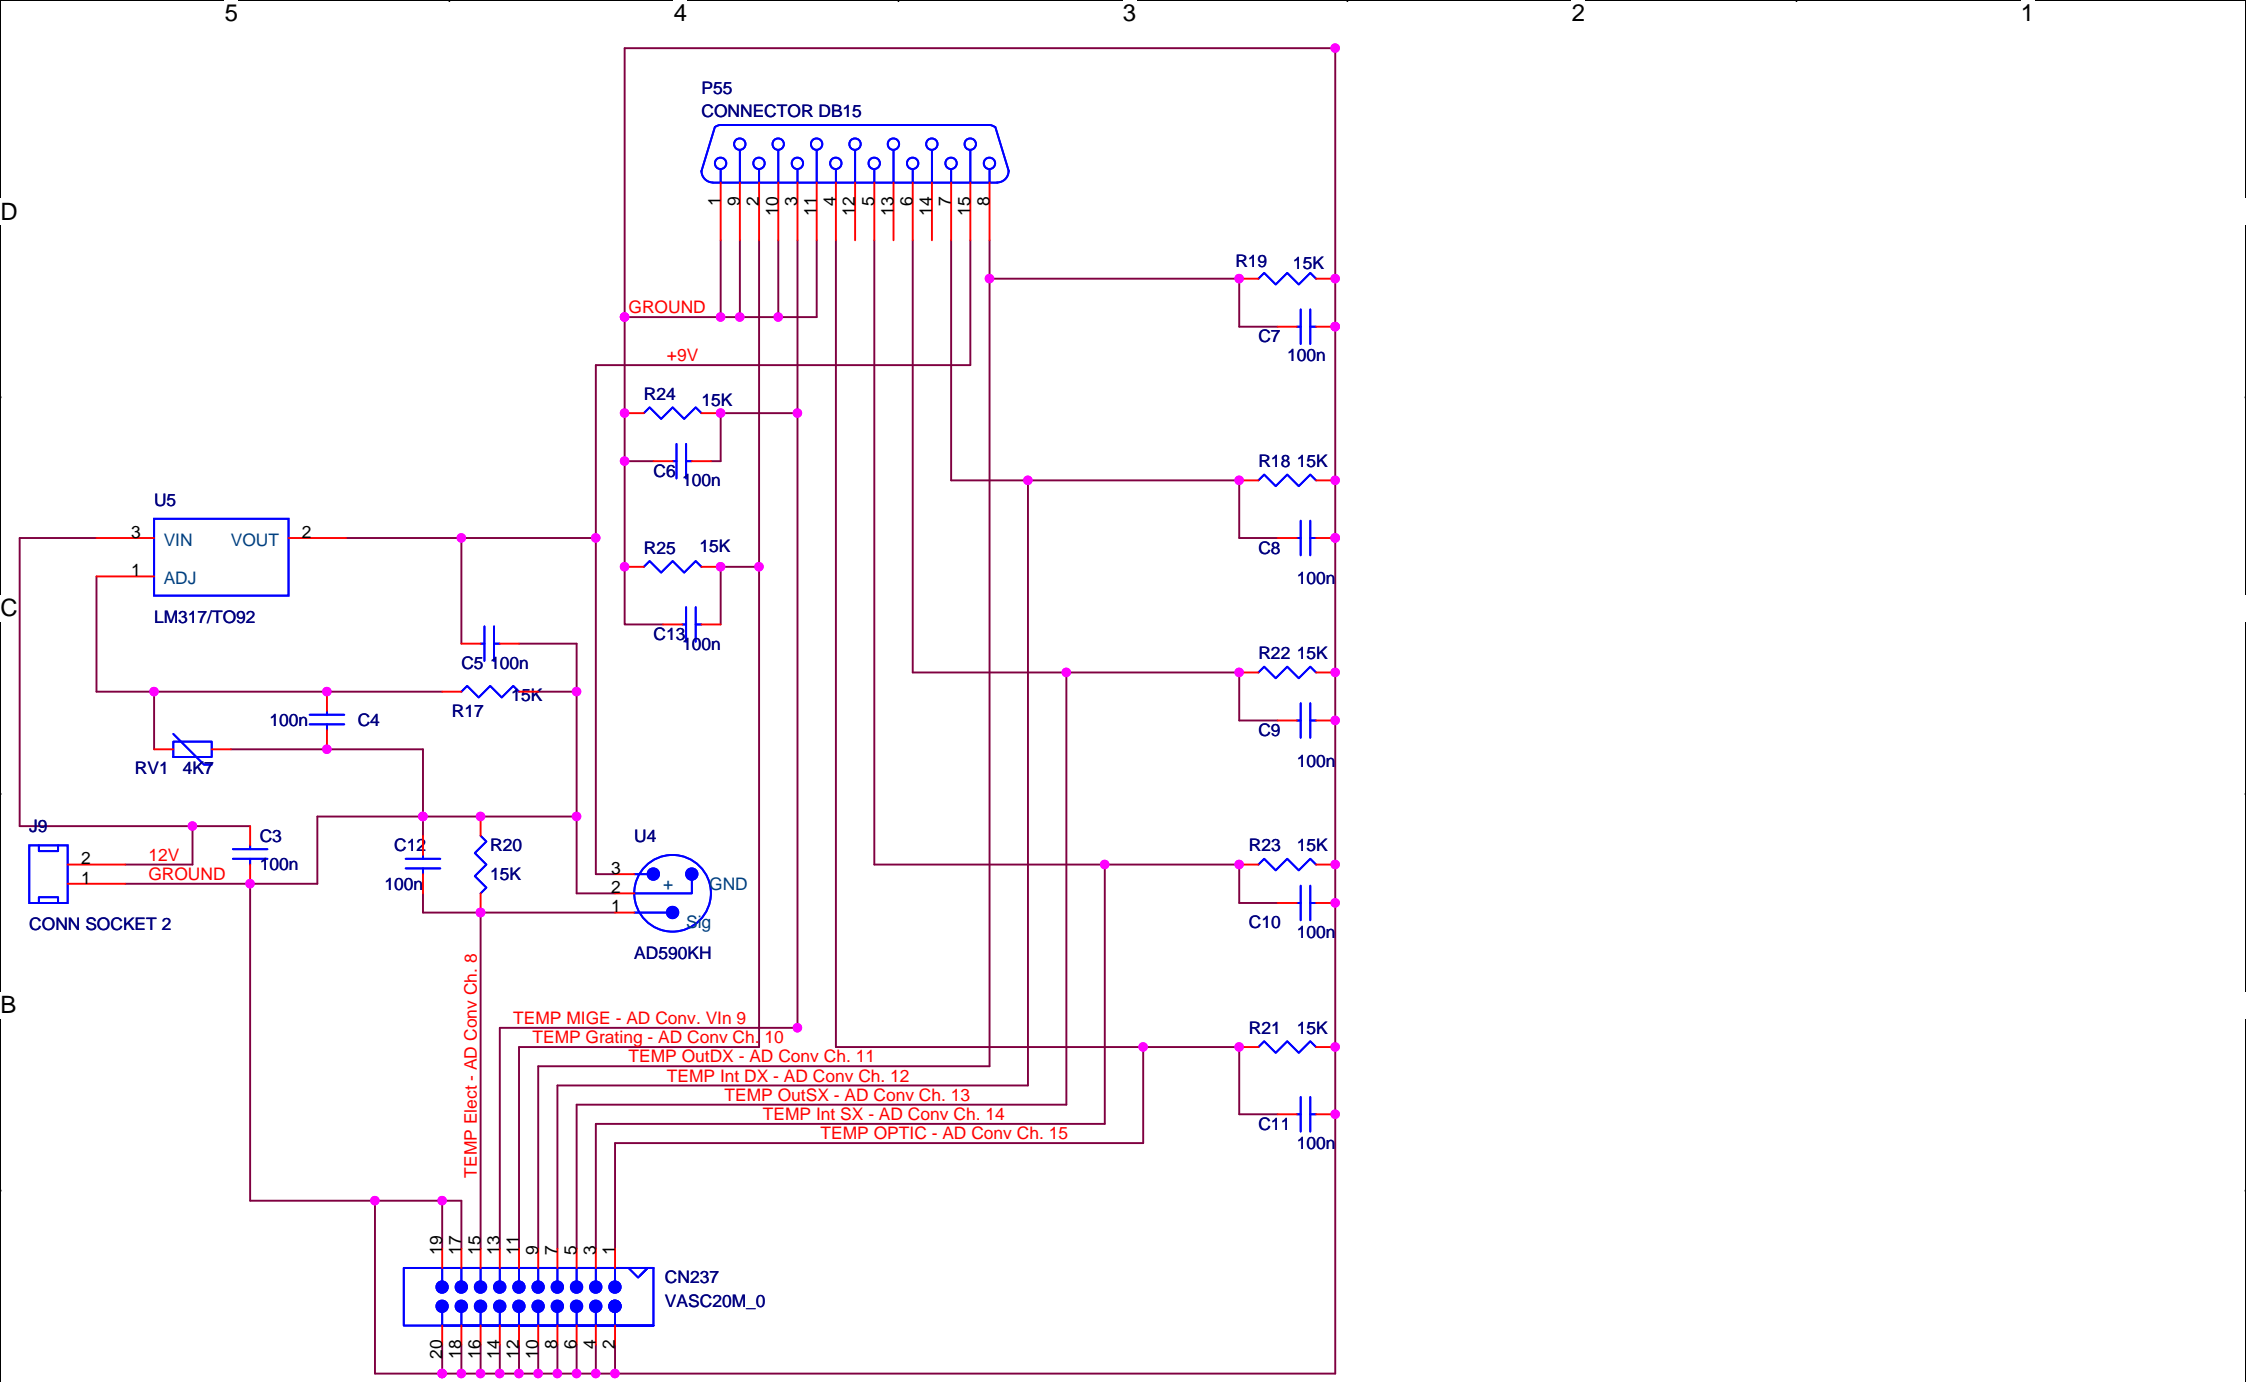 5 4 3 2 1
P55
CONNECTOR DB15
1 9 2 10 3 11 4 12 5 13 6 14 7 15 8
D
D
GROUND
+9V
R19 15K
C7
100n
R24 15K
C6
100n
R18 15K
C8
100n
U5
3 VIN VOUT 2
1 ADJ
LM317/TO92
R25 15K
C13
100n
C
C5 100n
R17 15K
100n C4
RV1 4K7
R22 15K
C9
100n
J9
2 12V
1 GROUND
CONN SOCKET 2
C3
100n
C12
100n
R20
15K
U4
3
2
1
+ GND
Sig
AD590KH
R23 15K
C10
100n
B
TEMP Elect - AD Conv Ch. 8
TEMP MIGE - AD Conv. VIn 9
TEMP Grating - AD Conv Ch. 10
TEMP OutDX - AD Conv Ch. 11
TEMP Int DX - AD Conv Ch. 12
TEMP OutSX - AD Conv Ch. 13
TEMP Int SX - AD Conv Ch. 14
TEMP OPTIC - AD Conv Ch. 15
R21 15K
C11
100n
19 17 15 13 11 9 7 5 3 1
CN237
VASC20M_0
20 18 16 14 12 10 8 6 4 2